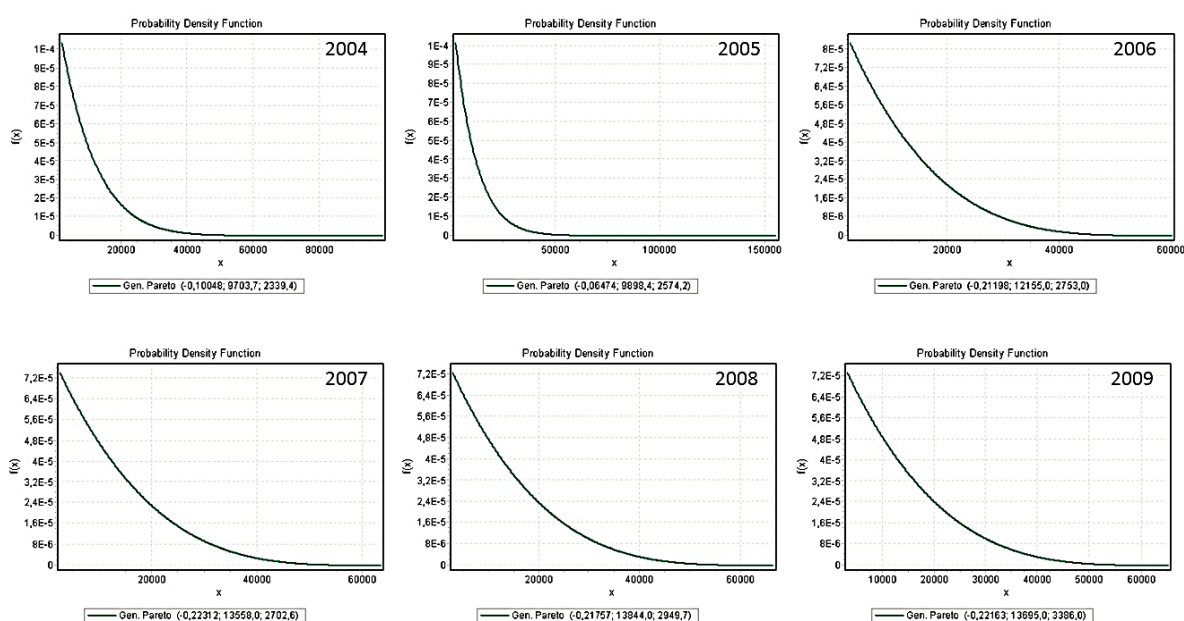 Probability Density Function
2004
1E-4
9E-5
8E-5
7E-5
6E-5
5E-5
4E-5
3E-5
2E-5
1E-5
0
f(x)
20000 40000 60000 80000
x
Gen. Pareto (-0,10048; 9703,7; 2339,4)
Probability Density Function
2005
1E-4
9E-5
8E-5
7E-5
6E-5
5E-5
4E-5
3E-5
2E-5
1E-5
0
f(x)
50000 100000 150000
x
Gen. Pareto (-0,06474; 9898,4; 2574,2)
Probability Density Function
2006
8E-5
7,2E-5
6,4E-5
5,6E-5
4,8E-5
4E-5
3,2E-5
2,4E-5
1,6E-5
8E-6
0
f(x)
20000 40000 60000
x
Gen. Pareto (-0,21198; 12155,0; 2753,0)
Probability Density Function
2007
7,2E-5
6,4E-5
5,6E-5
4,8E-5
4E-5
3,2E-5
2,4E-5
1,6E-5
8E-6
0
f(x)
20000 40000 60000
x
Gen. Pareto (-0,22312; 13558,0; 2702,6)
Probability Density Function
2008
7,2E-5
6,4E-5
5,6E-5
4,8E-5
4E-5
3,2E-5
2,4E-5
1,6E-5
8E-6
0
f(x)
20000 40000 60000
x
Gen. Pareto (-0,21757; 13844,0; 2949,7)
Probability Density Function
2009
7,2E-5
6,4E-5
5,6E-5
4,8E-5
4E-5
3,2E-5
2,4E-5
1,6E-5
8E-6
0
f(x)
10000 20000 30000 40000 50000 60000
x
Gen. Pareto (-0,22163; 13695,0; 3386,0)